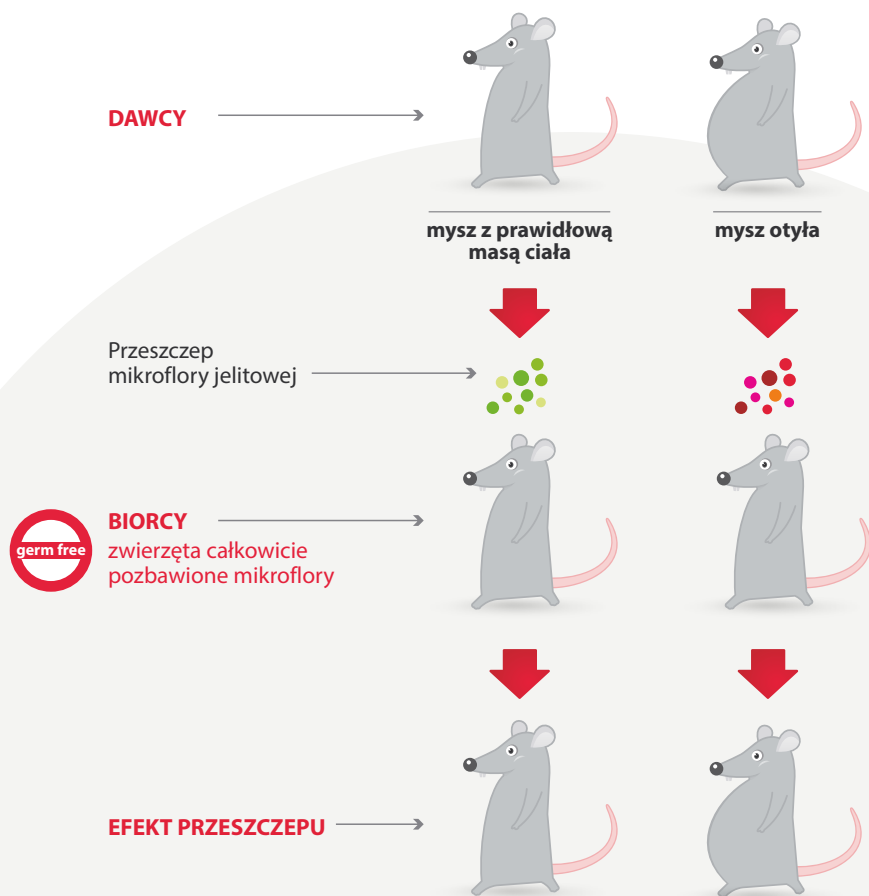 DAWCY
mysz z prawidłową
masą ciała
mysz otyła
Przeszczep
mikroflory jelitowej
germ free
BIORCY
zwierzęta całkowicie
pozbawione mikroflory
EFEKT PRZESZCZEPU